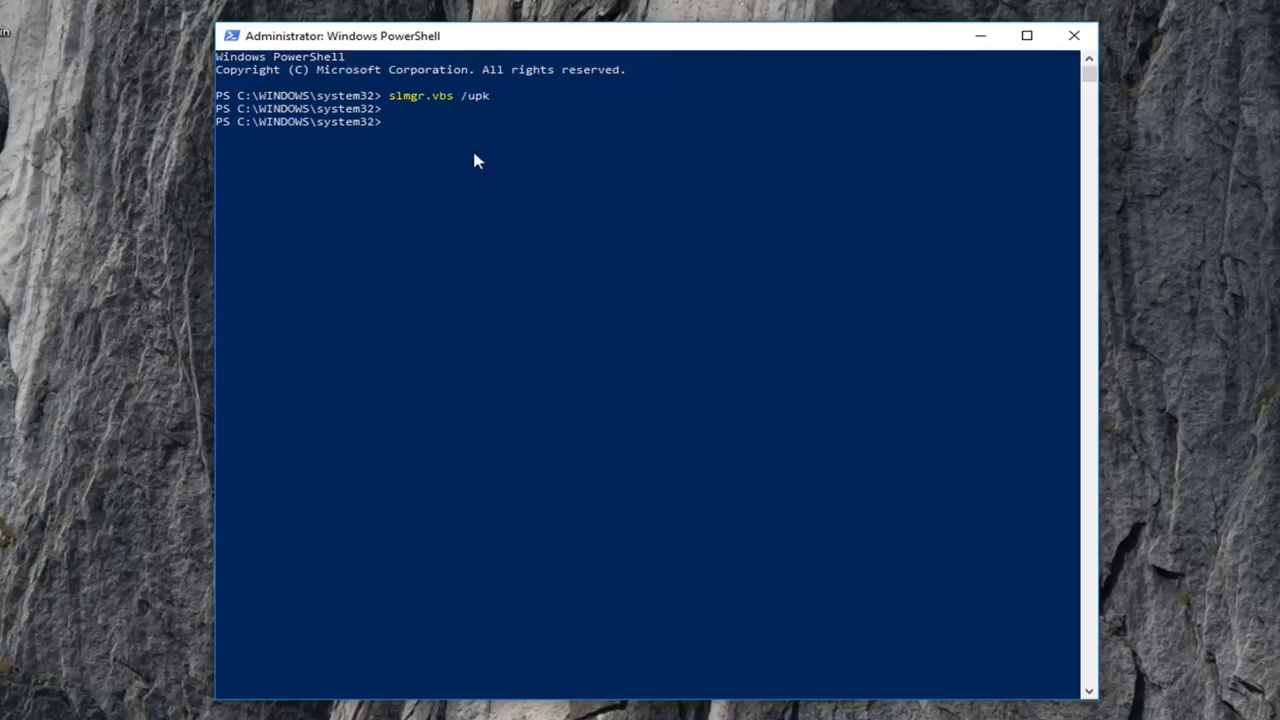 in
Administrator: Windows PowerShell
Windows PowerShell
Copyright (C) Microsoft Corporation. All rights reserved.
PS C:\WINDOWS\system32> slmgr.vbs /upk
PS C:\WINDOWS\system32>
PS C:\WINDOWS\system32>